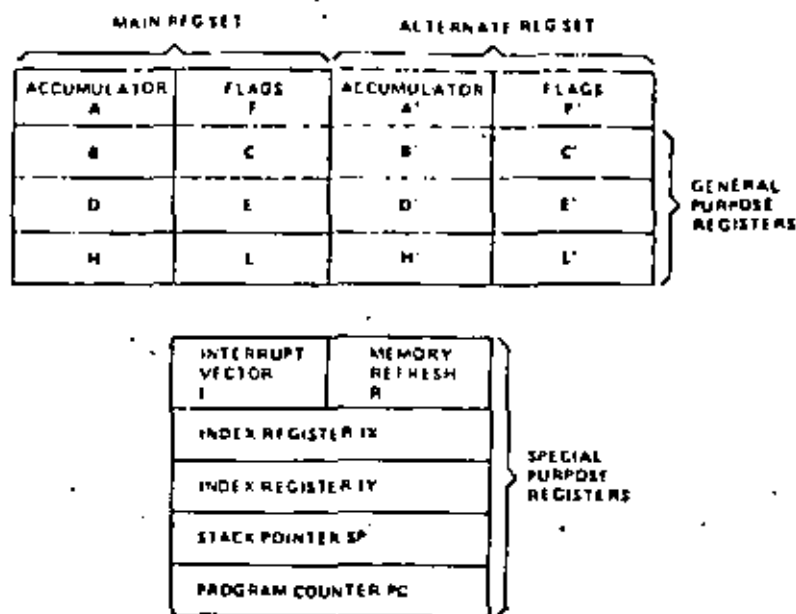 MAIN REG SET
ALTERNATE REG SET
ACCUMULATOR
A
FLAGS
F
ACCUMULATOR
A'
FLAGS
F'
B
C
B'
C'
D
E
D'
E'
H
L
H'
L'
GENERAL
PURPOSE
REGISTERS
INTERRUPT
VECTOR
I
MEMORY
REFRESH
R
INDEX REGISTER IX
INDEX REGISTER IY
STACK POINTER SP
PROGRAM COUNTER PC
SPECIAL
PURPOSE
REGISTERS